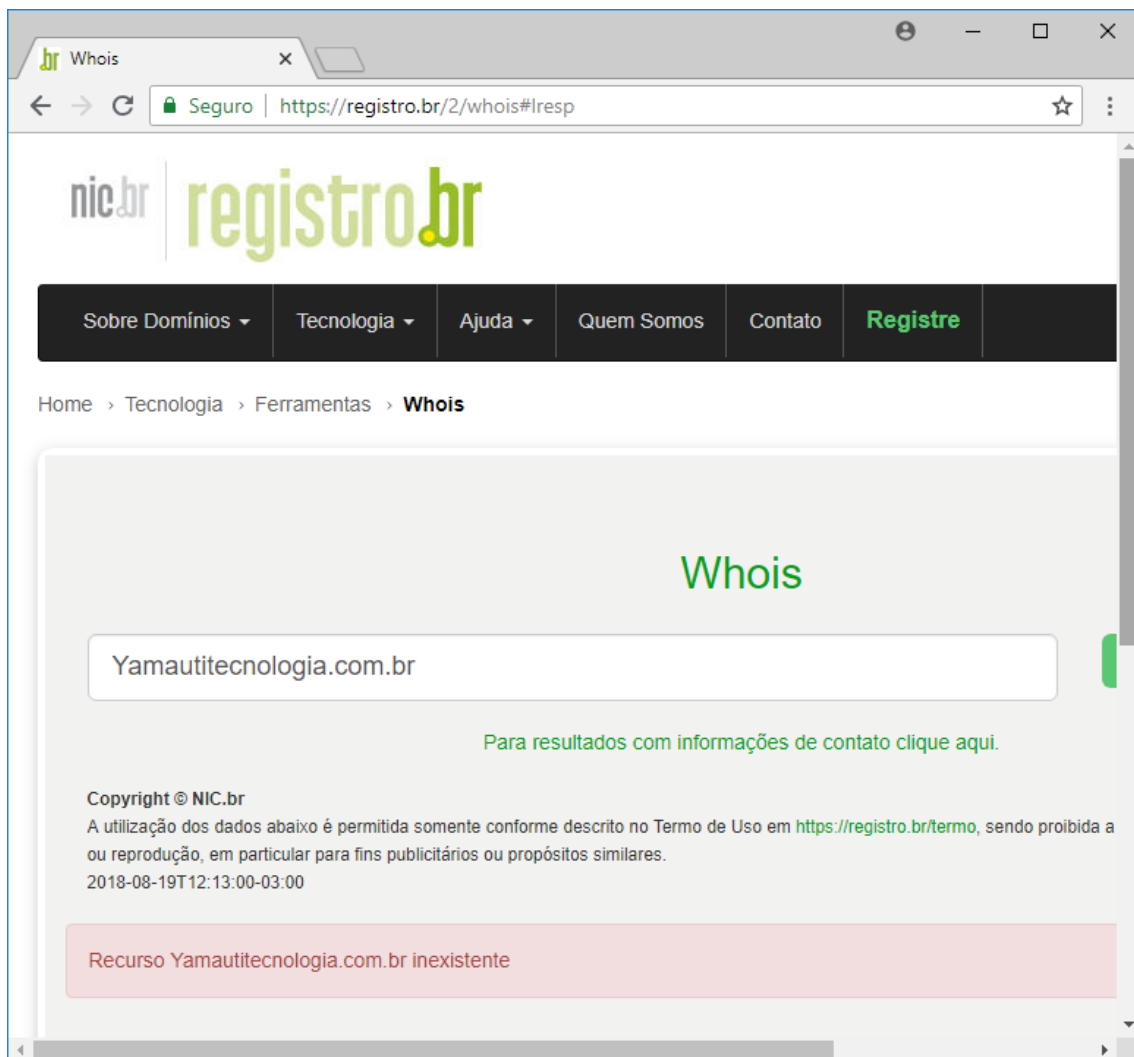 Whois
Seguro | https://registro.br/2/whois#lresp
nic.br registro.br
Sobre Domínios Tecnologia Ajuda Quem Somos Contato Registre
Home › Tecnologia › Ferramentas › Whois
Whois
Yamautitecnologia.com.br
Para resultados com informações de contato clique aqui.
Copyright © NIC.br
A utilização dos dados abaixo é permitida somente conforme descrito no Termo de Uso em https://registro.br/termo, sendo proibida a
ou reprodução, em particular para fins publicitários ou propósitos similares.
2018-08-19T12:13:00-03:00
Recurso Yamautitecnologia.com.br inexistente